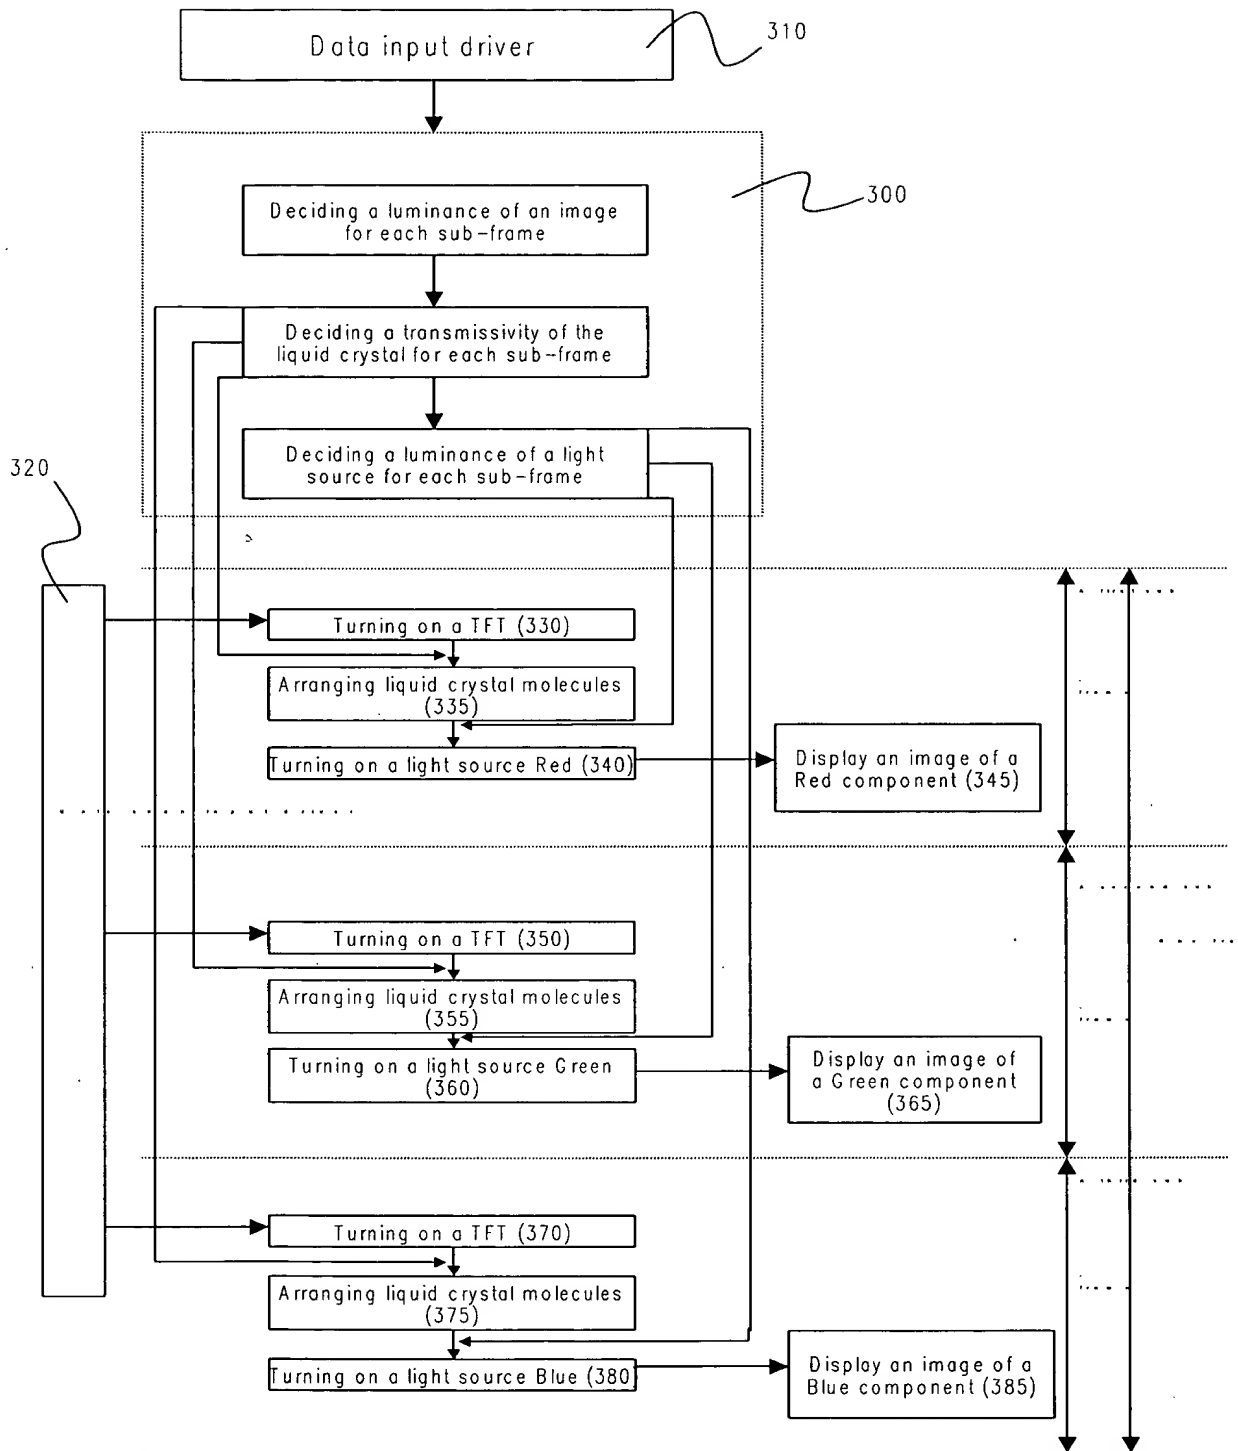 Data input driver
310
Deciding a luminance of an image
for each sub-frame
300
Deciding a transmissivity of the
liquid crystal for each sub-frame
Deciding a luminance of a light
source for each sub-frame
320
Turning on a TFT (330)
Arranging liquid crystal molecules
(335)
Turning on a light source Red (340)
Display an image of a
Red component (345)
Turning on a TFT (350)
Arranging liquid crystal molecules
(355)
Turning on a light source Green
(360)
Display an image of
a Green component
(365)
Turning on a TFT (370)
Arranging liquid crystal molecules
(375)
Turning on a light source Blue (380
Display an image of a
Blue component (385)